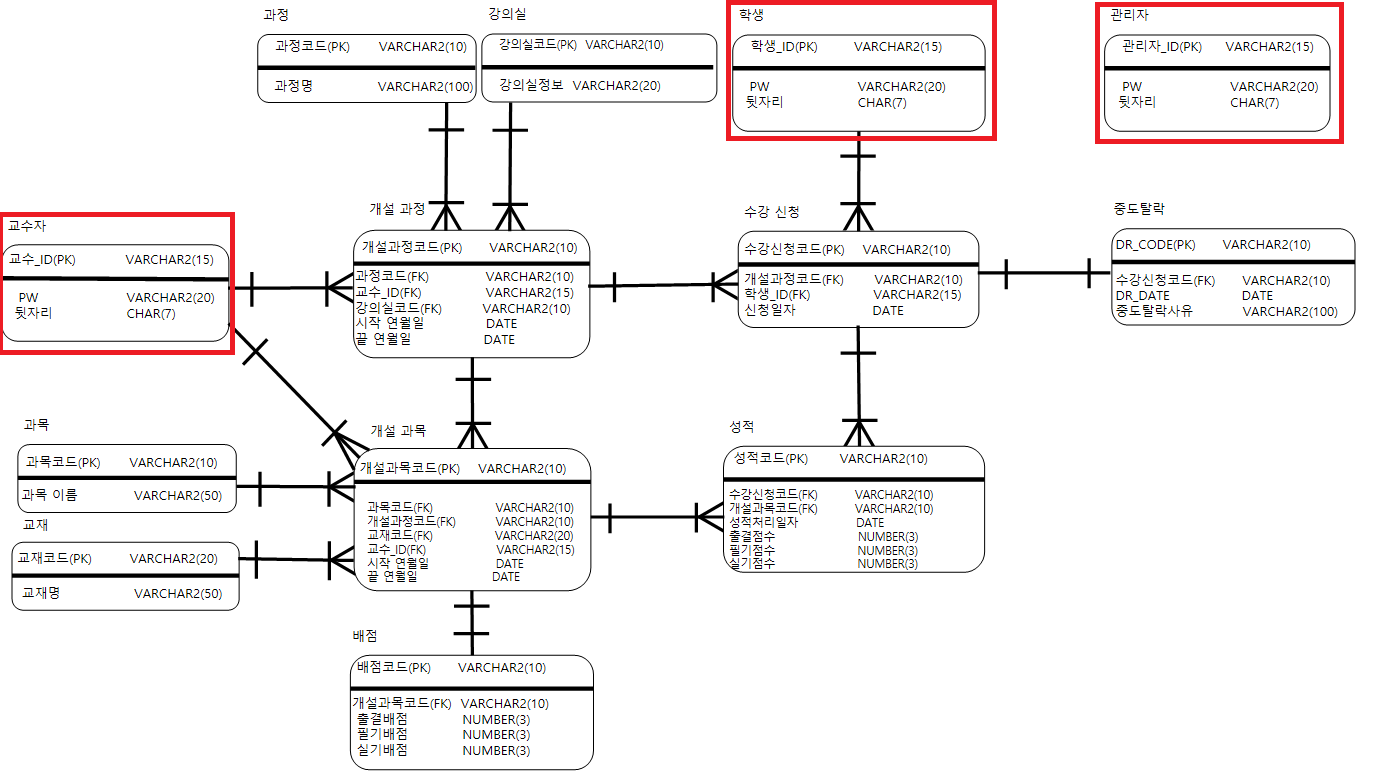 과정
과정코드(PK) VARCHAR2(10)
과정명 VARCHAR2(100)
강의실
강의실코드(PK) VARCHAR2(10)
강의실정보 VARCHAR2(20)
학생
학생_ID(PK) VARCHAR2(15)
PW VARCHAR2(20)
뒷자리 CHAR(7)
관리자
관리자_ID(PK) VARCHAR2(15)
PW VARCHAR2(20)
뒷자리 CHAR(7)
교수자
교수_ID(PK) VARCHAR2(15)
PW VARCHAR2(20)
뒷자리 CHAR(7)
개설 과정
개설과정코드(PK) VARCHAR2(10)
과정코드(FK) VARCHAR2(10)
교수_ID(FK) VARCHAR2(15)
강의실코드(FK) VARCHAR2(10)
시작 연월일 DATE
끝 연월일 DATE
수강 신청
수강신청코드(PK) VARCHAR2(10)
개설과정코드(FK) VARCHAR2(10)
학생_ID(FK) VARCHAR2(15)
신청일자 DATE
중도탈락
DR_CODE(PK) VARCHAR2(10)
수강신청코드(FK) VARCHAR2(10)
DR_DATE DATE
중도탈락사유 VARCHAR2(100)
과목
과목코드(PK) VARCHAR2(10)
과목 이름 VARCHAR2(50)
교재
교재코드(PK) VARCHAR2(20)
교재명 VARCHAR2(50)
개설 과목
개설과목코드(PK) VARCHAR2(10)
과목코드(FK) VARCHAR2(10)
개설과정코드(FK) VARCHAR2(10)
교재코드(FK) VARCHAR2(20)
교수_ID(FK) VARCHAR2(15)
시작 연월일 DATE
끝 연월일 DATE
성적
성적코드(PK) VARCHAR2(10)
수강신청코드(FK) VARCHAR2(10)
개설과목코드(FK) VARCHAR2(10)
성적처리일자 DATE
출결점수 NUMBER(3)
필기점수 NUMBER(3)
실기점수 NUMBER(3)
배점
배점코드(PK) VARCHAR2(10)
개설과목코드(FK) VARCHAR2(10)
출결배점 NUMBER(3)
필기배점 NUMBER(3)
실기배점 NUMBER(3)